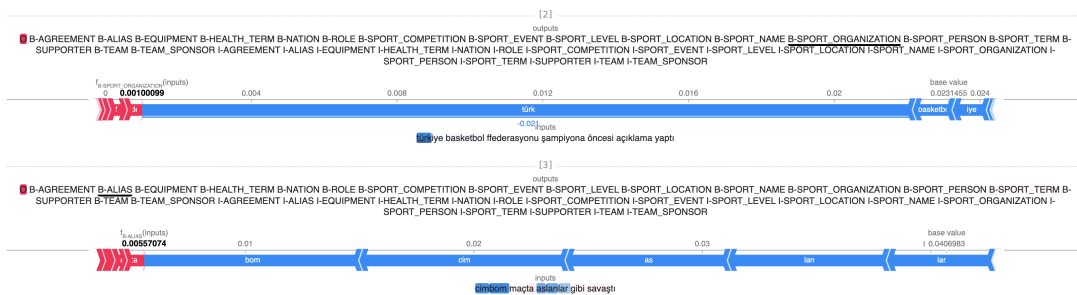 [2]
outputs
O B-AGREEMENT B-ALIAS B-EQUIPMENT B-HEALTH_TERM B-NATION B-ROLE B-SPORT_COMPETITION B-SPORT_EVENT B-SPORT_LEVEL B-SPORT_LOCATION B-SPORT_NAME B-SPORT_ORGANIZATION B-SPORT_PERSON B-SPORT_TERM B-
SUPPORTER B-TEAM B-TEAM_SPONSOR I-AGREEMENT I-ALIAS I-EQUIPMENT I-HEALTH_TERM I-NATION I-ROLE I-SPORT_COMPETITION I-SPORT_EVENT I-SPORT_LEVEL I-SPORT_LOCATION I-SPORT_NAME I-SPORT_ORGANIZATION I-
SPORT_PERSON I-SPORT_TERM I-SUPPORTER I-TEAM I-TEAM_SPONSOR
f B-SPORT_ORGANIZATION (inputs) base value
0 0.00100099 0.004 0.008 0.012 0.016 0.02 0.0231455 0.024
türk basketb iye
-0.021
inputs
türkiye basketbol ffederasyonu şampiyona öncesi açıklama yaptı
[3]
outputs
O B-AGREEMENT B-ALIAS B-EQUIPMENT B-HEALTH_TERM B-NATION B-ROLE B-SPORT_COMPETITION B-SPORT_EVENT B-SPORT_LEVEL B-SPORT_LOCATION B-SPORT_NAME B-SPORT_ORGANIZATION B-SPORT_PERSON B-SPORT_TERM B-
SUPPORTER B-TEAM B-TEAM_SPONSOR I-AGREEMENT I-ALIAS I-EQUIPMENT I-HEALTH_TERM I-NATION I-ROLE I-SPORT_COMPETITION I-SPORT_EVENT I-SPORT_LEVEL I-SPORT_LOCATION I-SPORT_NAME I-SPORT_ORGANIZATION I-
SPORT_PERSON I-SPORT_TERM I-SUPPORTER I-TEAM I-TEAM_SPONSOR
f B-ALIAS (inputs) base value
0.00557074 0.01 0.02 0.03 0.0406983
ta bom cim as lan lar
inputs
cimbom maçta aslanlar gibi savaştı